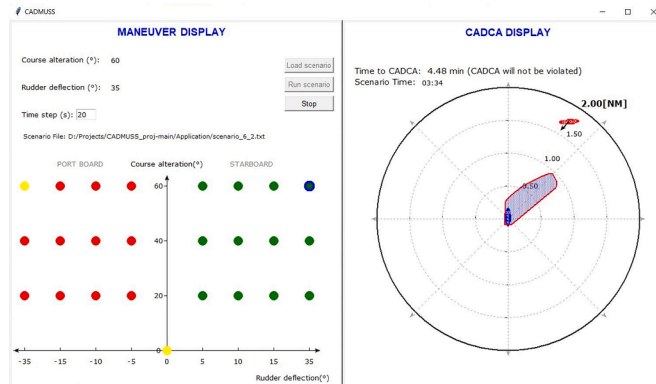 CADMUSS
MANEUVER DISPLAY
Course alteration (°): 60
Load scenario
Rudder deflection (°): 35
Run scenario
Time step (s): 20
Stop
Scenario File: D:/Projects/CADMUSS_proj-main/Application/scenario_6_2.txt
PORT BOARD Course alteration(°) STARBOARD
60
40
20
0
-35 -15 -10 -5 0 5 10 15 35
Rudder deflection(°)
CADCA DISPLAY
Time to CADCA: 4.48 min (CADCA will not be violated)
Scenario Time: 03:34
2.00[NM]
1.50
1.00
0.50